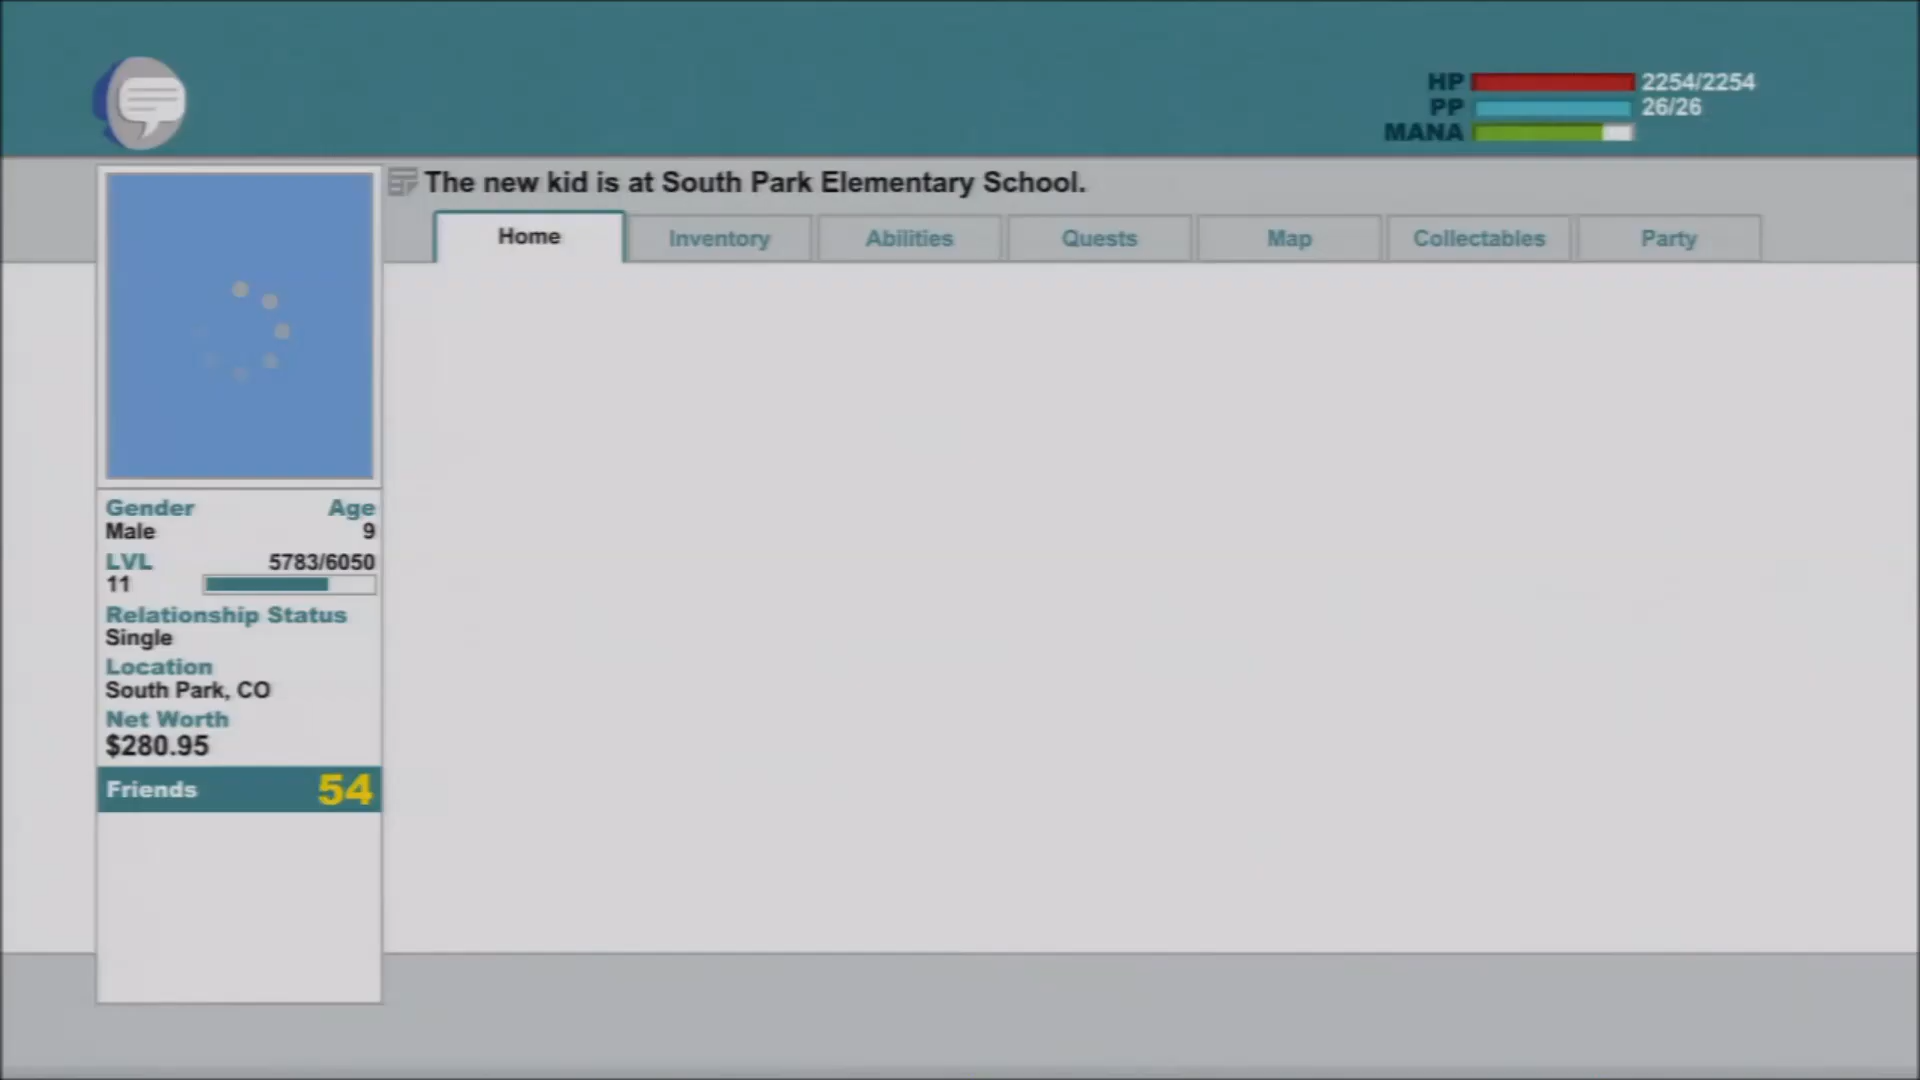 HP 2254/2254
PP 26/26
MANA
The new kid is at South Park Elementary School.
Home Inventory Abilities Quests Map Collectables Party
Gender Age
Male 9
LVL 5783/6050
11
Relationship Status
Single
Location
South Park, CO
Net Worth
$280.95
Friends 54